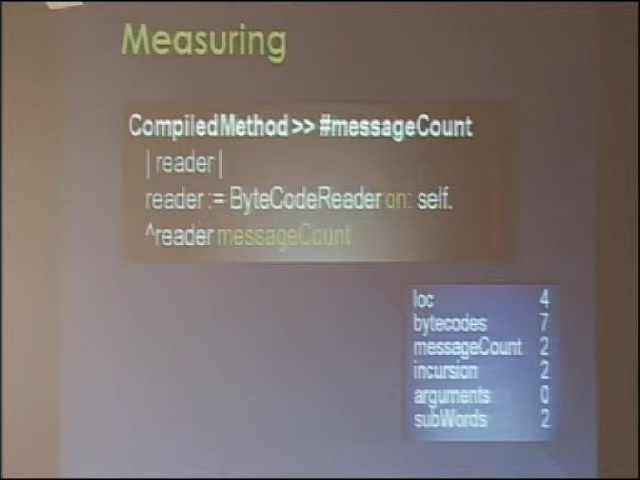 Measuring
CompiledMethod >> #messageCount
| reader |
reader := ByteCodeReader on: self.
^reader messageCount
loc 4
bytecodes 7
messageCount 2
incursion 2
arguments 0
subWords 2